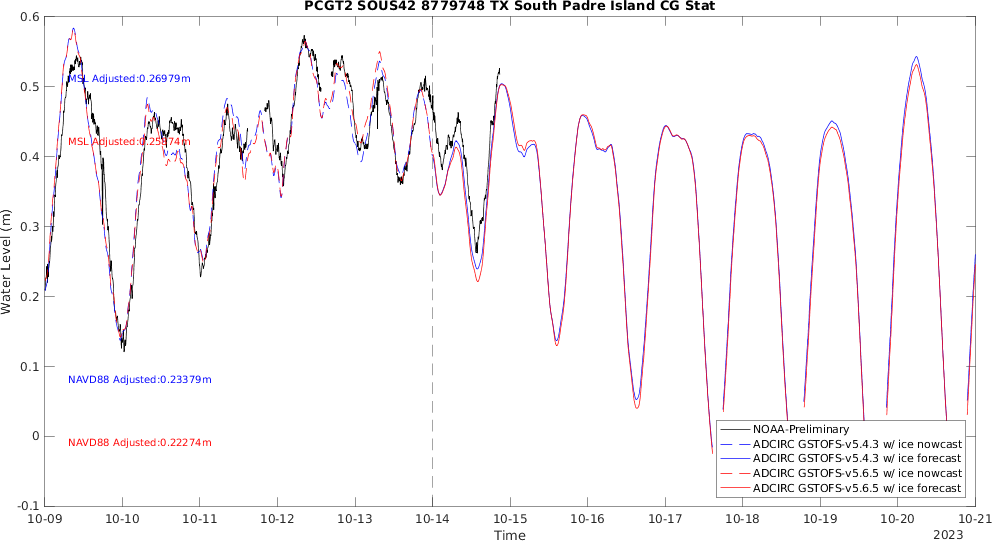 PCGT2 SOUS42 8779748 TX South Padre Island CG Stat
Water Level (m)
0.6
0.5
0.4
0.3
0.2
0.1
0
-0.1
MSL Adjusted:0.26979m
MSL Adjusted:0.25874m
NAVD88 Adjusted:0.23379m
NAVD88 Adjusted:0.22274m
NOAA-Preliminary
ADCIRC GSTOFS-v5.4.3 w/ ice nowcast
ADCIRC GSTOFS-v5.4.3 w/ ice forecast
ADCIRC GSTOFS-v5.6.5 w/ ice nowcast
ADCIRC GSTOFS-v5.6.5 w/ ice forecast
10-09 10-10 10-11 10-12 10-13 10-14 10-15 10-16 10-17 10-18 10-19 10-20 10-21
Time
2023